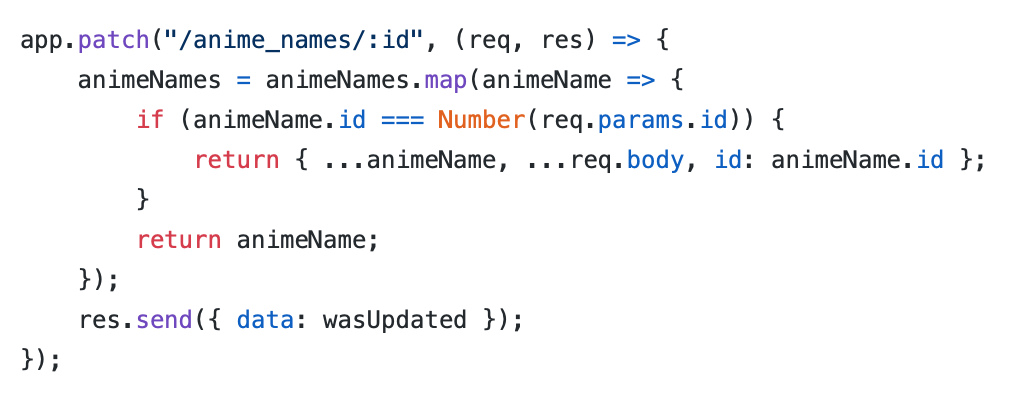 app.patch("/anime_names/:id", (req, res) => {
    animeNames = animeNames.map(animeName => {
        if (animeName.id === Number(req.params.id)) {
            return { ...animeName, ...req.body, id: animeName.id };
        }
        return animeName;
    });
    res.send({ data: wasUpdated });
});